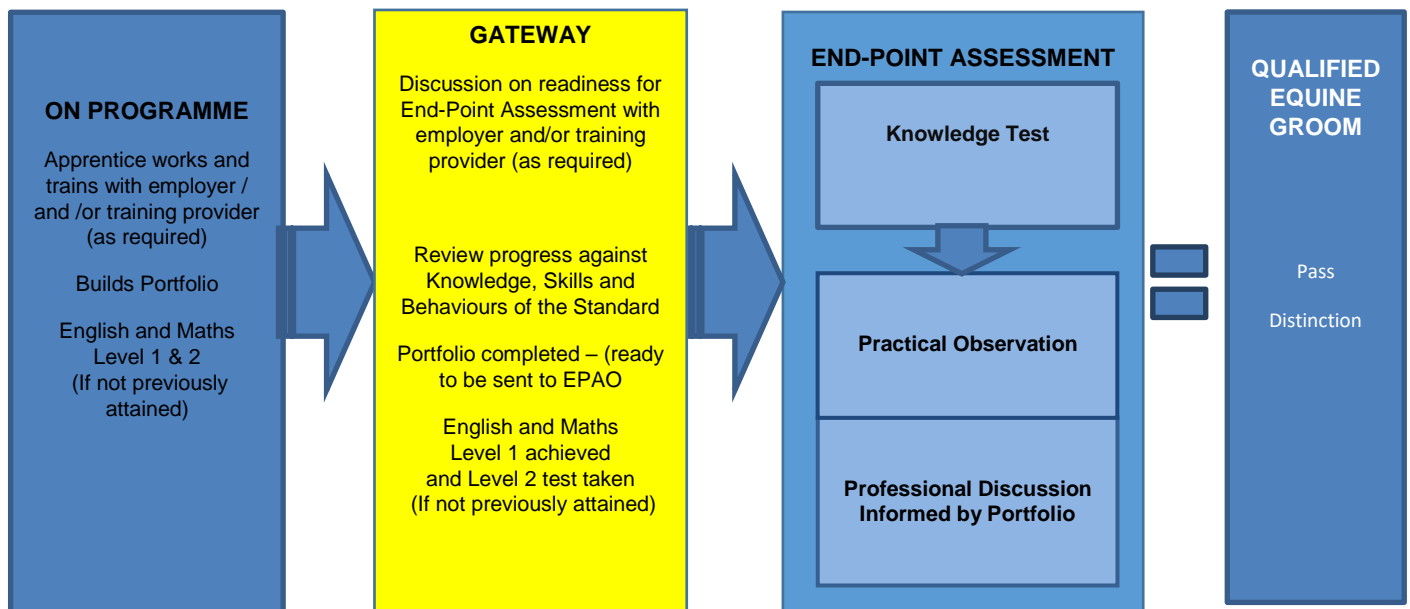 ON PROGRAMME
Apprentice works and
trains with employer /
and /or training provider
(as required)
Builds Portfolio
English and Maths
Level 1 & 2
(If not previously
attained)
GATEWAY
Discussion on readiness for
End-Point Assessment with
employer and/or training
provider (as required)
Review progress against
Knowledge, Skills and
Behaviours of the Standard
Portfolio completed – (ready
to be sent to EPAO
English and Maths
Level 1 achieved
and Level 2 test taken
(If not previously attained)
END-POINT ASSESSMENT
Knowledge Test
Practical Observation
Professional Discussion
Informed by Portfolio
QUALIFIED
EQUINE
GROOM
Pass
Distinction